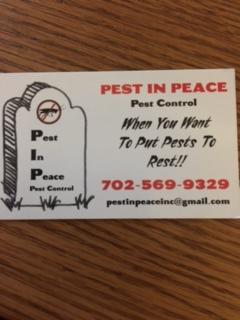 PEST IN PEACE
Pest Control
When You Want
To Put Pests To
Rest!!
702-569-9329
pestinpeaceinc@gmail.com
Pest
In
Peace
Pest Control